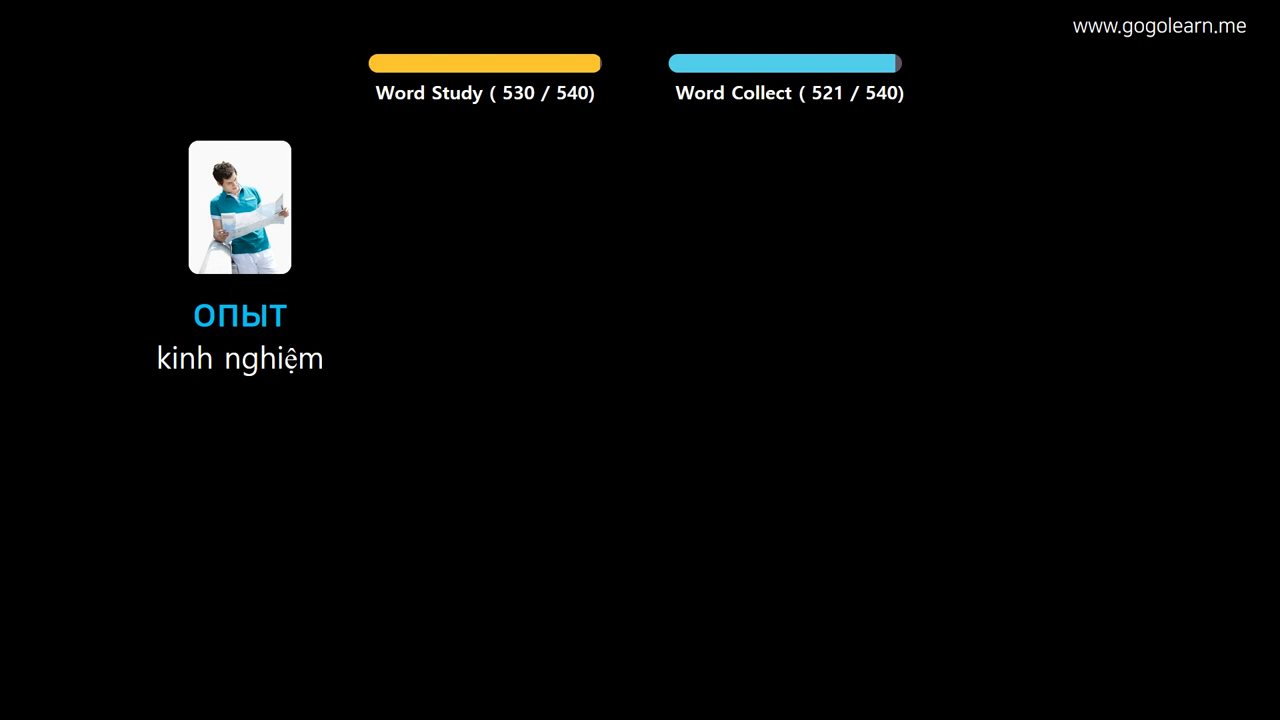 www.gogolearn.me
Word Study ( 530 / 540)
Word Collect ( 521 / 540)
опыт
kinh nghiệm